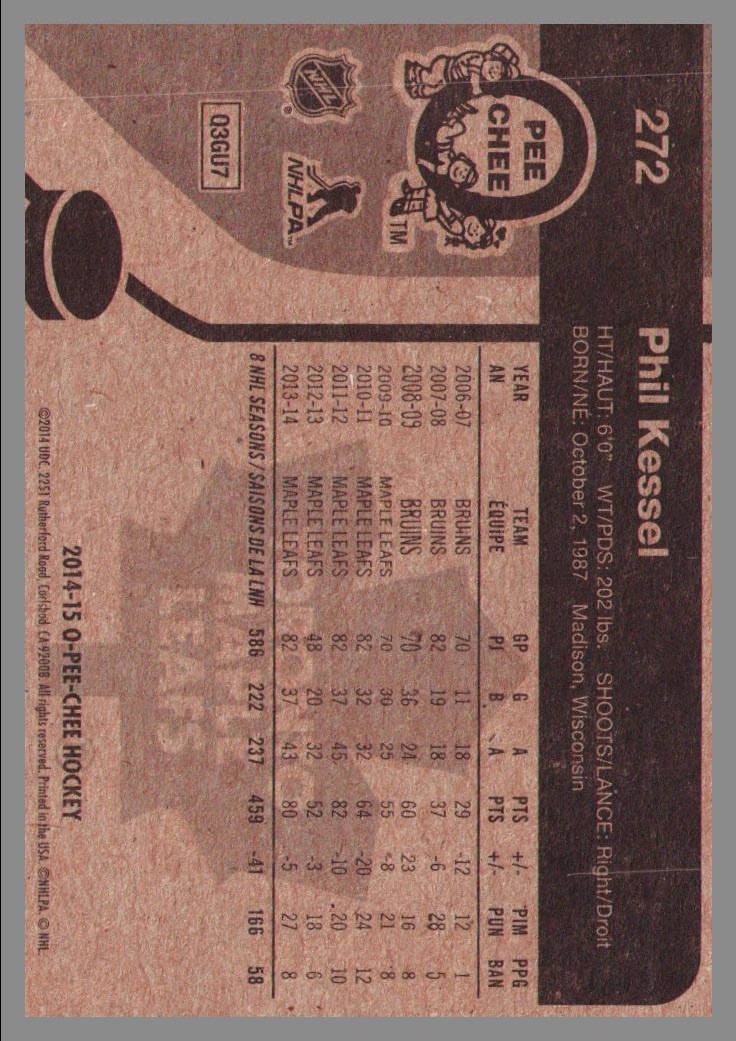 272
Phil Kessel
HT/HAUT: 6'0" WT/PDS: 202 lbs. SHOOTS/LANCE: Right/Droit
BORN/NÉ: October 2, 1987 Madison, Wisconsin
PEE
CHEE
TM
NHL
®
NHLPA™
Q3GU7
YEAR TEAM GP G A PTS +/- PIM PPG
AN ÉQUIPE PJ B A PTS +/- PUN BAN
2006-07 BRUINS 70 11 18 29 -12 12 1
2007-08 BRUINS 82 19 18 37 -6 28 5
2008-09 BRUINS 70 36 24 60 23 16 8
2009-10 MAPLE LEAFS 70 30 25 55 -8 21 8
2010-11 MAPLE LEAFS 82 32 32 64 -20 24 12
2011-12 MAPLE LEAFS 82 37 45 82 -10 20 10
2012-13 MAPLE LEAFS 48 20 32 52 -3 18 6
2013-14 MAPLE LEAFS 82 37 43 80 -5 27 8
8 NHL SEASONS / SAISONS DE LA LNH 586 222 237 459 -41 166 58
TORONTO
MAPLE
LEAFS
2014-15 O-PEE-CHEE HOCKEY
©2014 UDC. 2251 Rutherford Road, Carlsbad, CA 92008. All rights reserved. Printed in the USA. ©NHLPA. © NHL.